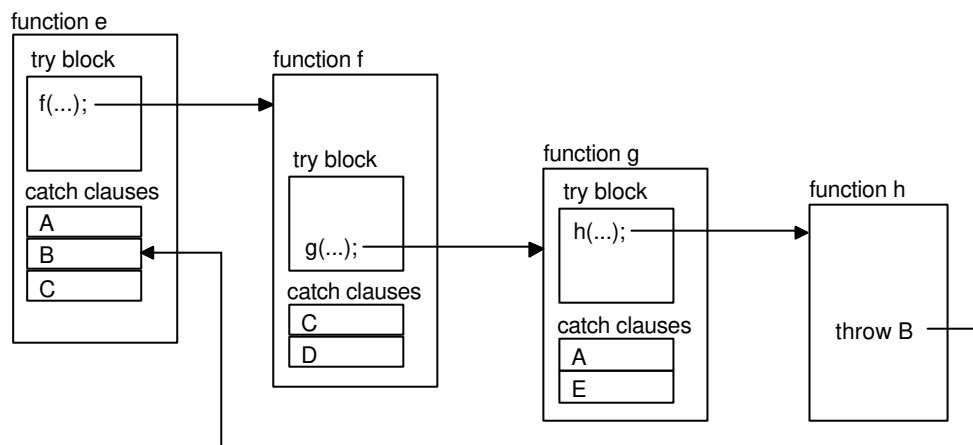 function e
try block
f(...);
catch clauses
A
B
C
function f
try block
g(...);
catch clauses
C
D
function g
try block
h(...);
catch clauses
A
E
function h
throw B